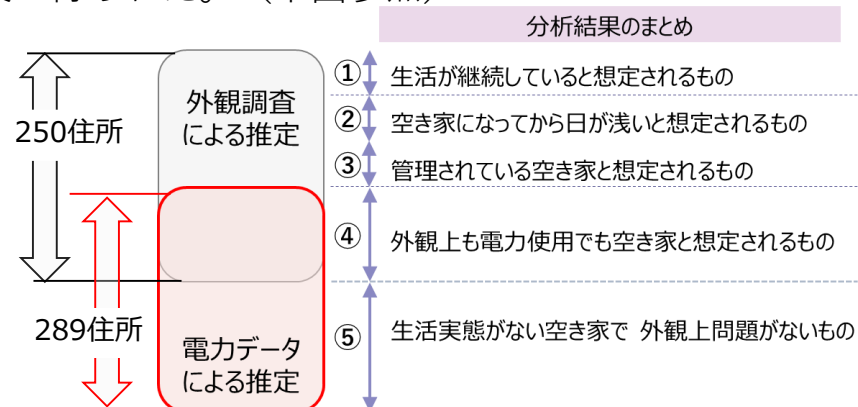 分析結果のまとめ
250住所
外観調査
による推定
① 生活が継続していると想定されるもの
② 空き家になってから日が浅いと想定されるもの
③ 管理されている空き家と想定されるもの
④ 外観上も電力使用でも空き家と想定されるもの
289住所
電力データ
による推定
⑤ 生活実態がない空き家で 外観上問題がないもの